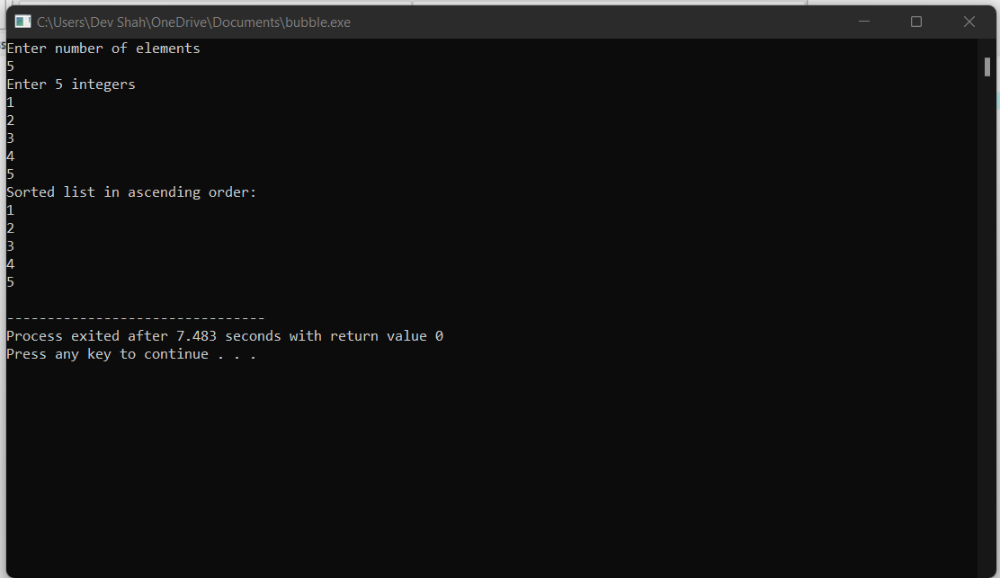 C:\Users\Dev Shah\OneDrive\Documents\bubble.exe
Enter number of elements
5
Enter 5 integers
1
2
3
4
5
Sorted list in ascending order:
1
2
3
4
5
--------------------------------
Process exited after 7.483 seconds with return value 0
Press any key to continue . . .